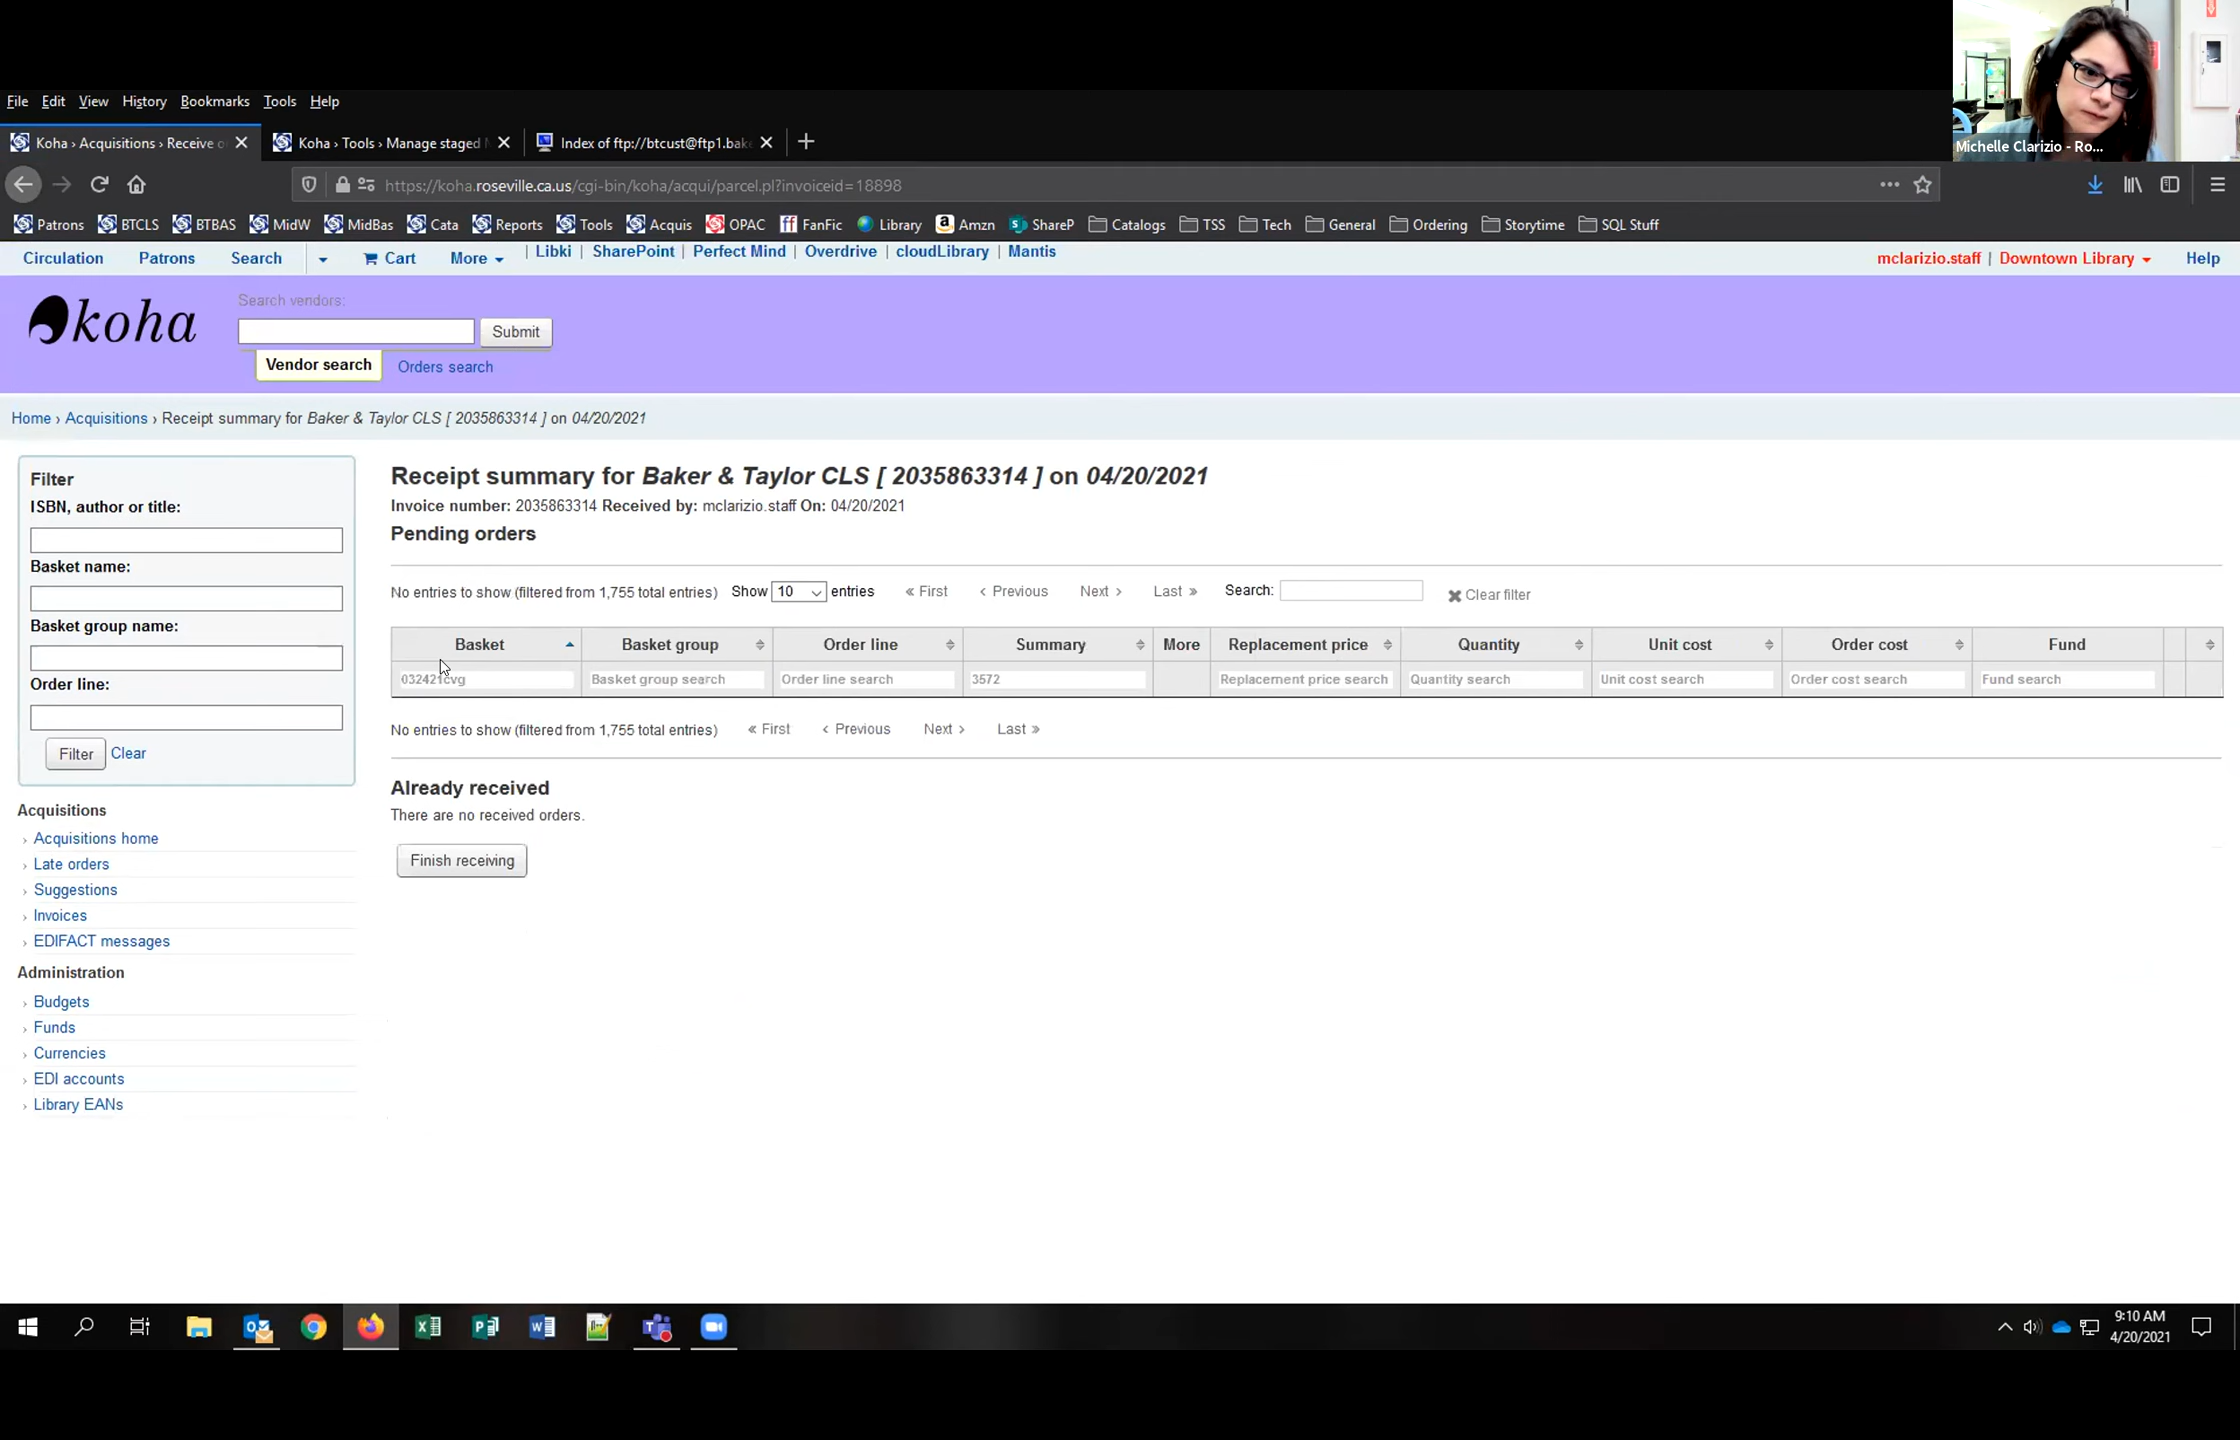 Michelle Clarizio - Ro...
File Edit View History Bookmarks Tools Help
Koha › Acquisitions › Receive o
Koha › Tools › Manage staged
Index of ftp://btcust@ftp1.bak
https://koha.roseville.ca.us/cgi-bin/koha/acqui/parcel.pl?invoiceid=18898
Patrons BTCLS BTBAS MidW MidBas Cata Reports Tools Acquis OPAC FanFic Library Amzn ShareP Catalogs TSS Tech General Ordering Storytime SQL Stuff
Circulation Patrons Search Cart More | Libki | SharePoint | Perfect Mind | Overdrive | cloudLibrary | Mantis mclarizio.staff | Downtown Library Help
koha
Search vendors:
Submit
Vendor search Orders search
Home › Acquisitions › Receipt summary for Baker & Taylor CLS [ 2035863314 ] on 04/20/2021
Filter
ISBN, author or title:
Basket name:
Basket group name:
Order line:
Filter Clear
Acquisitions
Acquisitions home
Late orders
Suggestions
Invoices
EDIFACT messages
Administration
Budgets
Funds
Currencies
EDI accounts
Library EANs
Receipt summary for Baker & Taylor CLS [ 2035863314 ] on 04/20/2021
Invoice number: 2035863314 Received by: mclarizio.staff On: 04/20/2021
Pending orders
No entries to show (filtered from 1,755 total entries) Show 10 entries « First ‹ Previous Next › Last » Search: Clear filter
Basket Basket group Order line Summary More Replacement price Quantity Unit cost Order cost Fund
032421cvg Basket group search Order line search 3572 Replacement price search Quantity search Unit cost search Order cost search Fund search
No entries to show (filtered from 1,755 total entries) « First ‹ Previous Next › Last »
Already received
There are no received orders.
Finish receiving
9:10 AM
4/20/2021